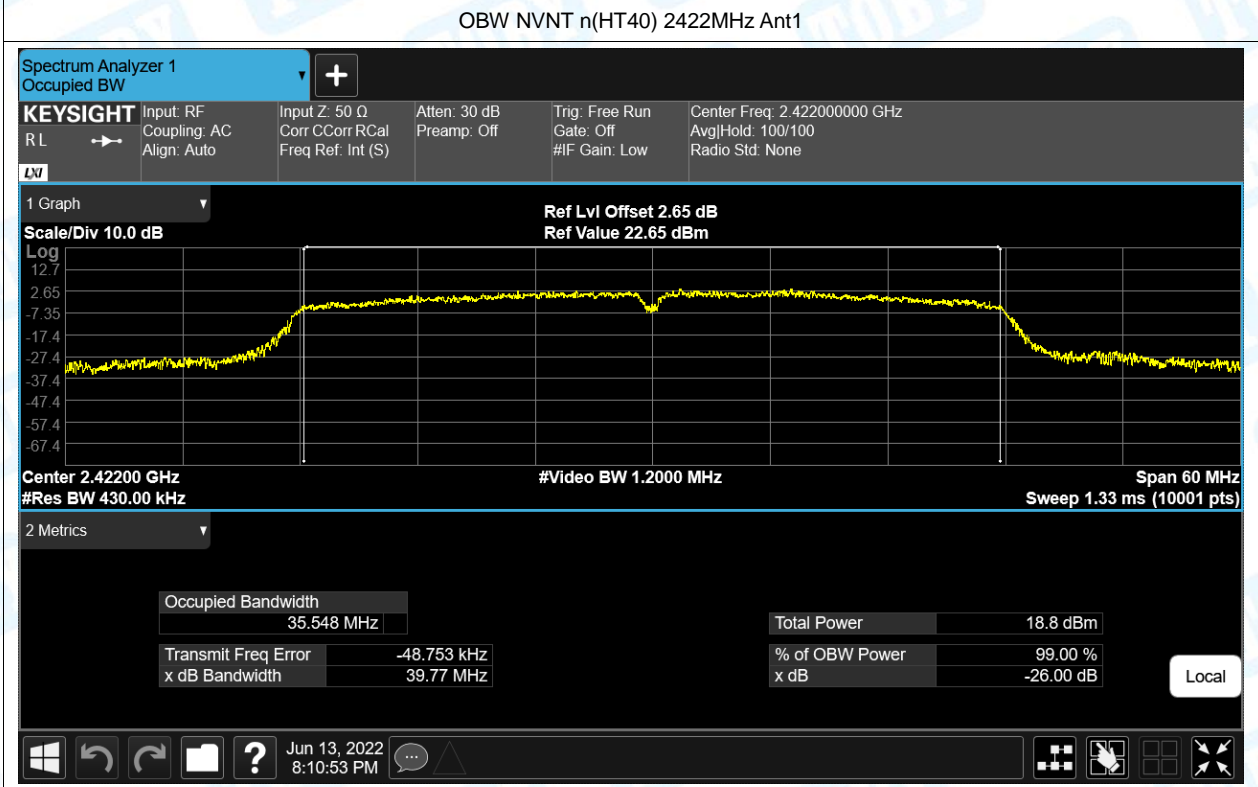 OBW NVNT n(HT40) 2422MHz Ant1
Spectrum Analyzer 1
Occupied BW
KEYSIGHT Input: RF Input Z: 50 Ω Atten: 30 dB Trig: Free Run Center Freq: 2.422000000 GHz
R L Coupling: AC Corr CCorr RCal Preamp: Off Gate: Off Avg|Hold: 100/100
Align: Auto Freq Ref: Int (S) #IF Gain: Low Radio Std: None
LXI
1 Graph
Ref Lvl Offset 2.65 dB
Scale/Div 10.0 dB Ref Value 22.65 dBm
Log
12.7
2.65
-7.35
-17.4
-27.4
-37.4
-47.4
-57.4
-67.4
Center 2.42200 GHz #Video BW 1.2000 MHz Span 60 MHz
#Res BW 430.00 kHz Sweep 1.33 ms (10001 pts)
2 Metrics
Occupied Bandwidth
35.548 MHz Total Power 18.8 dBm
Transmit Freq Error -48.753 kHz % of OBW Power 99.00 %
x dB Bandwidth 39.77 MHz x dB -26.00 dB
Local
? Jun 13, 2022
8:10:53 PM
TOBY